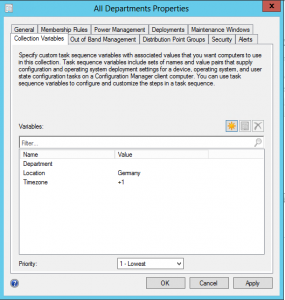 All Departments Properties
General Membership Rules Power Management Deployments Maintenance Windows
Collection Variables Out of Band Management Distribution Point Groups Security Alerts
Specify custom task sequence variables with associated values that you want computers to use
in this collection. Task sequence variables include sets of names and value pairs that supply
configuration and operating system deployment settings for a device, operating system, and user
state configuration tasks on a Configuration Manager client computer. You can use task
sequence variables to configure and customize the steps in a task sequence.
Variables:
Filter...
Name Value
Department
Location Germany
Timezone +1
Priority: 1 - Lowest
OK Cancel Apply